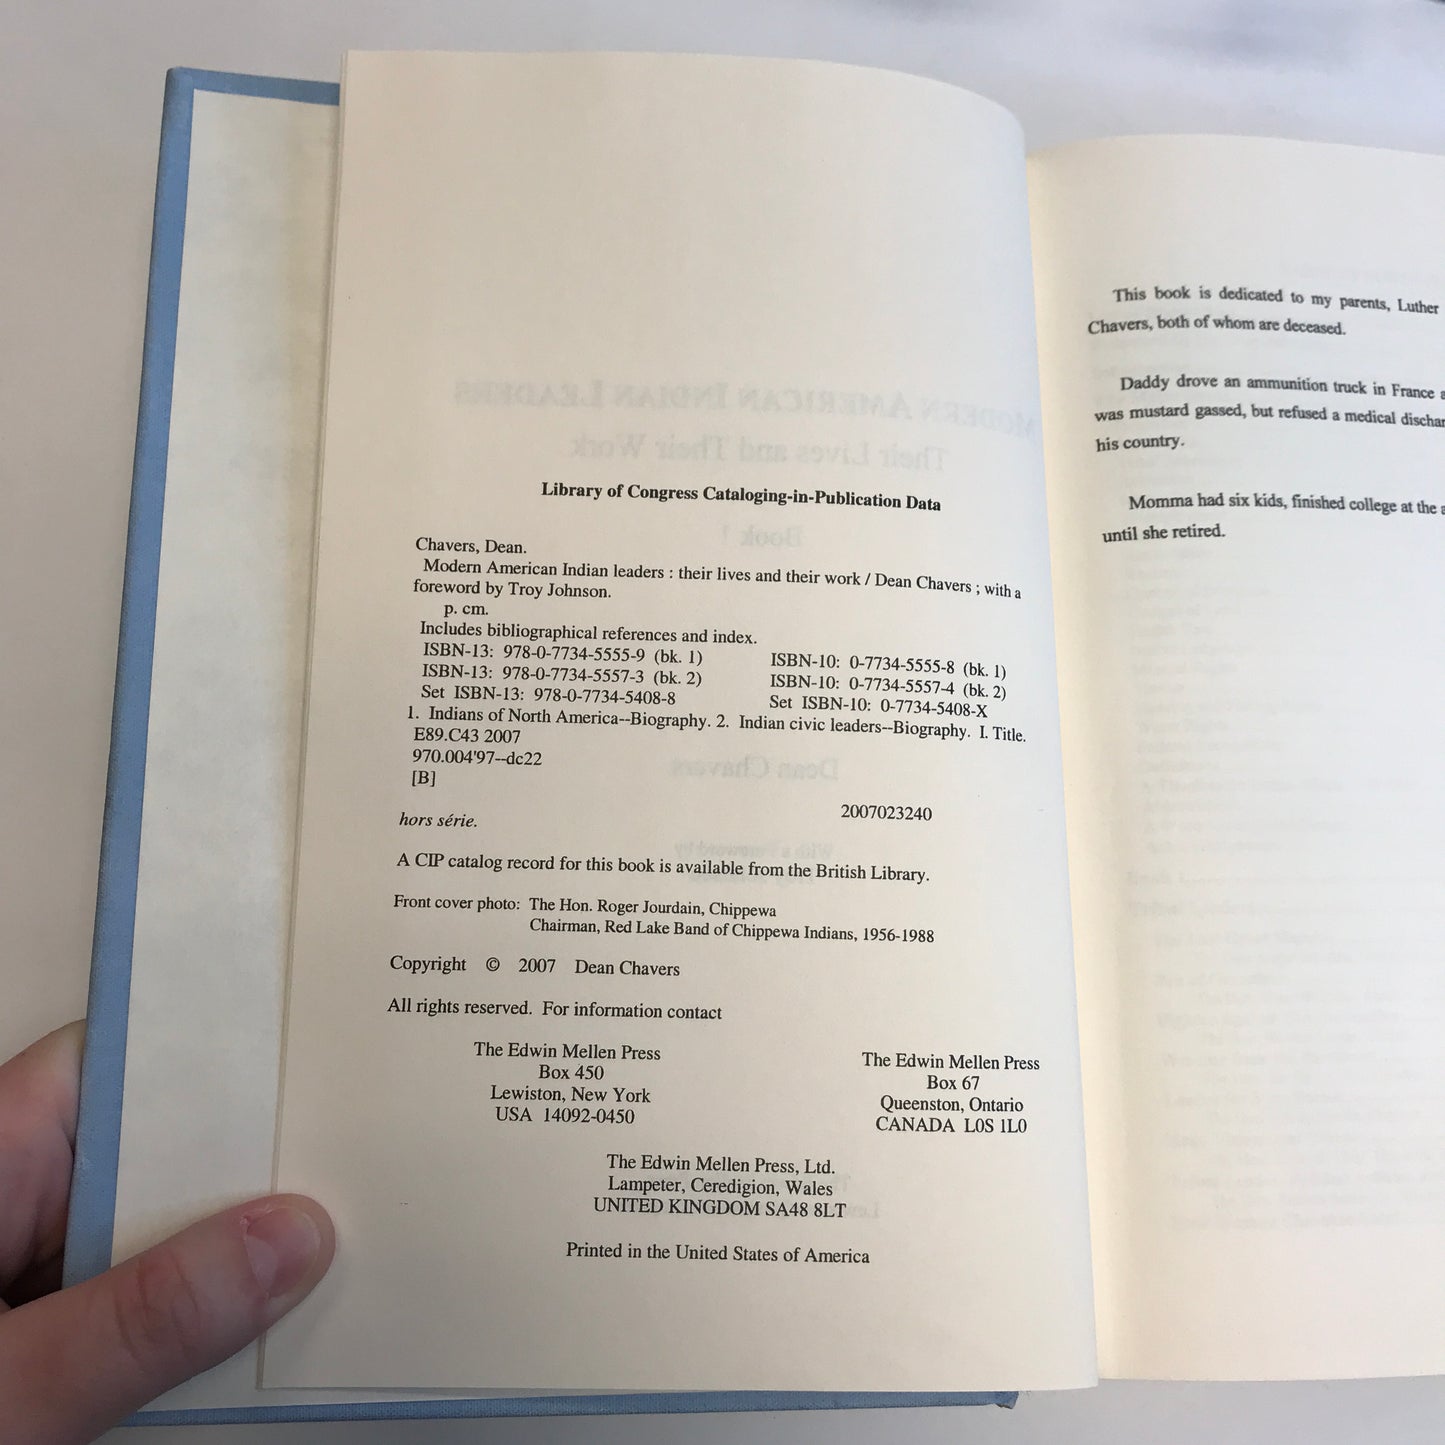 Library of Congress Cataloging-in-Publication Data
Chavers, Dean.
Modern American Indian leaders : their lives and their work / Dean Chavers ; with a
foreword by Troy Johnson.
p. cm.
Includes bibliographical references and index.
ISBN-13: 978-0-7734-5555-9 (bk. 1) ISBN-10: 0-7734-5555-8 (bk. 1)
ISBN-13: 978-0-7734-5557-3 (bk. 2) ISBN-10: 0-7734-5557-4 (bk. 2)
Set ISBN-13: 978-0-7734-5408-8 Set ISBN-10: 0-7734-5408-X
1. Indians of North America--Biography. 2. Indian civic leaders--Biography. I. Title.
E89.C43 2007
970.004'97--dc22
[B]
2007023240
hors série.
A CIP catalog record for this book is available from the British Library.
Front cover photo: The Hon. Roger Jourdain, Chippewa
Chairman, Red Lake Band of Chippewa Indians, 1956-1988
Copyright © 2007 Dean Chavers
All rights reserved. For information contact
The Edwin Mellen Press
Box 450
Lewiston, New York
USA 14092-0450
The Edwin Mellen Press
Box 67
Queenston, Ontario
CANADA L0S 1L0
The Edwin Mellen Press, Ltd.
Lampeter, Ceredigion, Wales
UNITED KINGDOM SA48 8LT
Printed in the United States of America
This book is dedicated to my parents, Luther
Chavers, both of whom are deceased.
Daddy drove an ammunition truck in France
was mustard gassed, but refused a medical
his country.
Momma had six kids, finished college at the
until she retired.